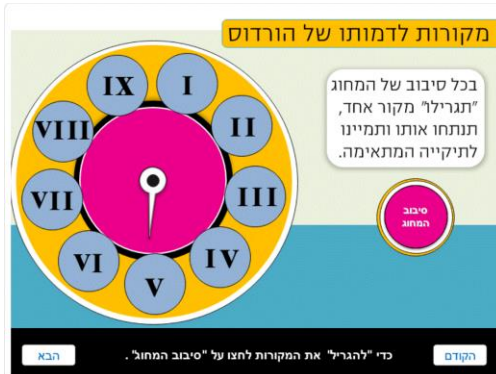 מקורות לדמותו של הורדוס
בכל סיבוב של המחוג
"תגרילו" מקור אחד,
תנתחו אותו ותמיינו
לתיקייה המתאימה.
סיבוב
המחוג
I
II
III
IV
V
VI
VII
VIII
IX
הקודם
כדי "להגריל" את המקורות לחצו על "סיבוב המחוג".
הבא